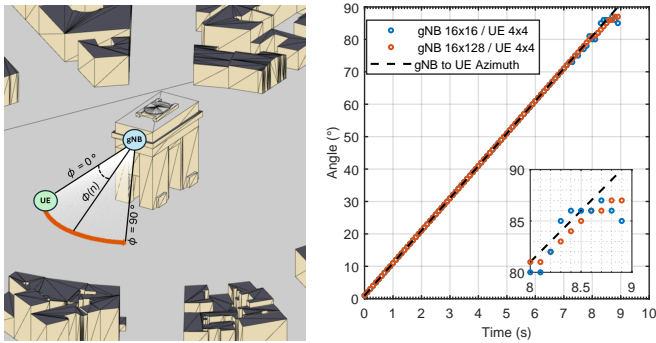 gNB
ϕ = 0 °
UE
Φ(n)
ϕ = 90 °
gNB 16x16 / UE 4x4
gNB 16x128 / UE 4x4
gNB to UE Azimuth
Angle (°)
90
80
70
60
50
40
30
20
10
0
90
85
80
8 8.5 9
0 1 2 3 4 5 6 7 8 9 10
Time (s)